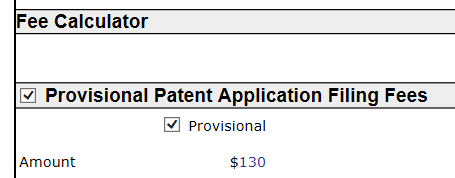 Fee Calculator
Provisional Patent Application Filing Fees
Provisional
Amount $130